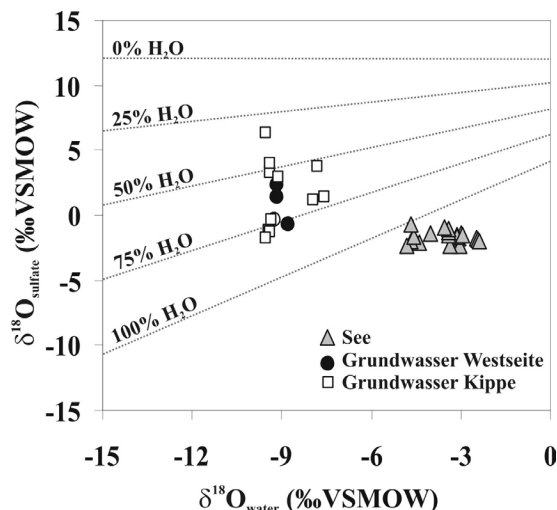 15
10
5
0
-5
-10
-15
δ18Osulfate (‰VSMOW)
0% H2O
25% H2O
50% H2O
75% H2O
100% H2O
See
Grundwasser Westseite
Grundwasser Kippe
-15 -12 -9 -6 -3 0
δ18Owater (‰VSMOW)